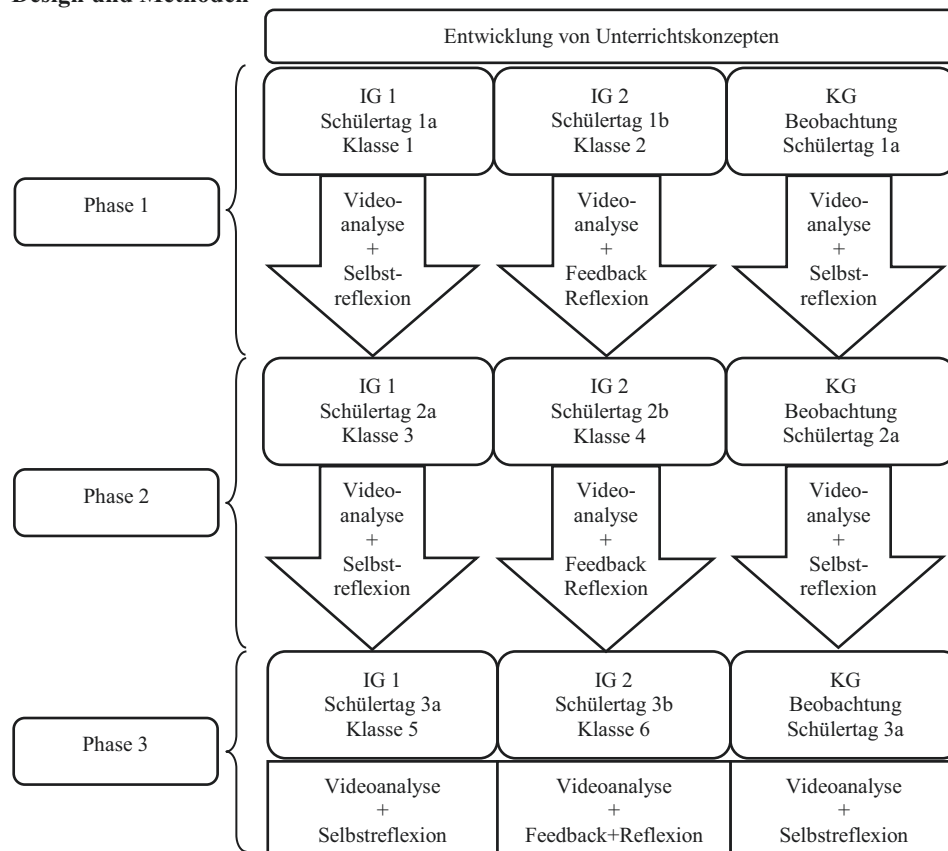 Design und Methoden
Entwicklung von Unterrichtskonzepten
Phase 1
IG 1
Schülertag 1a
Klasse 1
IG 2
Schülertag 1b
Klasse 2
KG
Beobachtung
Schülertag 1a
Video-
analyse
+
Selbst-
reflexion
Video-
analyse
+
Feedback
Reflexion
Video-
analyse
+
Selbst-
reflexion
Phase 2
IG 1
Schülertag 2a
Klasse 3
IG 2
Schülertag 2b
Klasse 4
KG
Beobachtung
Schülertag 2a
Video-
analyse
+
Selbst-
reflexion
Video-
analyse
+
Feedback
Reflexion
Video-
analyse
+
Selbst-
reflexion
Phase 3
IG 1
Schülertag 3a
Klasse 5
IG 2
Schülertag 3b
Klasse 6
KG
Beobachtung
Schülertag 3a
Videoanalyse
+
Selbstreflexion
Videoanalyse
+
Feedback+Reflexion
Videoanalyse
+
Selbstreflexion